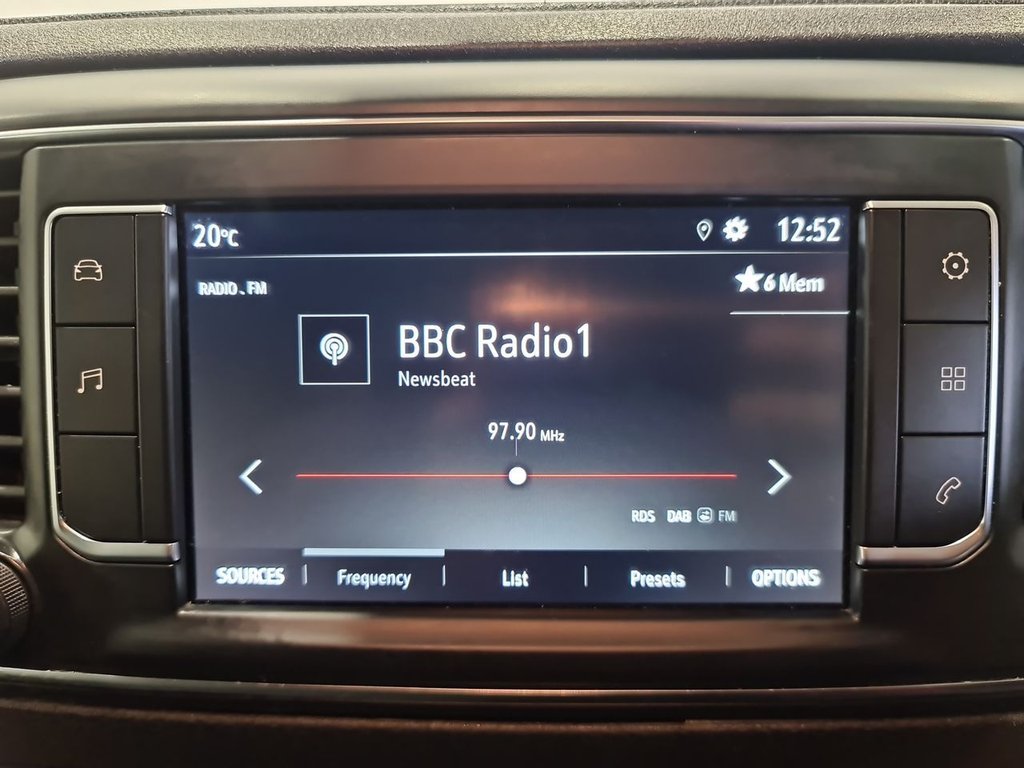 20°C 12:52
RADIO . FM 6 Mem
BBC Radio1
Newsbeat
97.90 MHz
RDS DAB FM
SOURCES Frequency List Presets OPTIONS